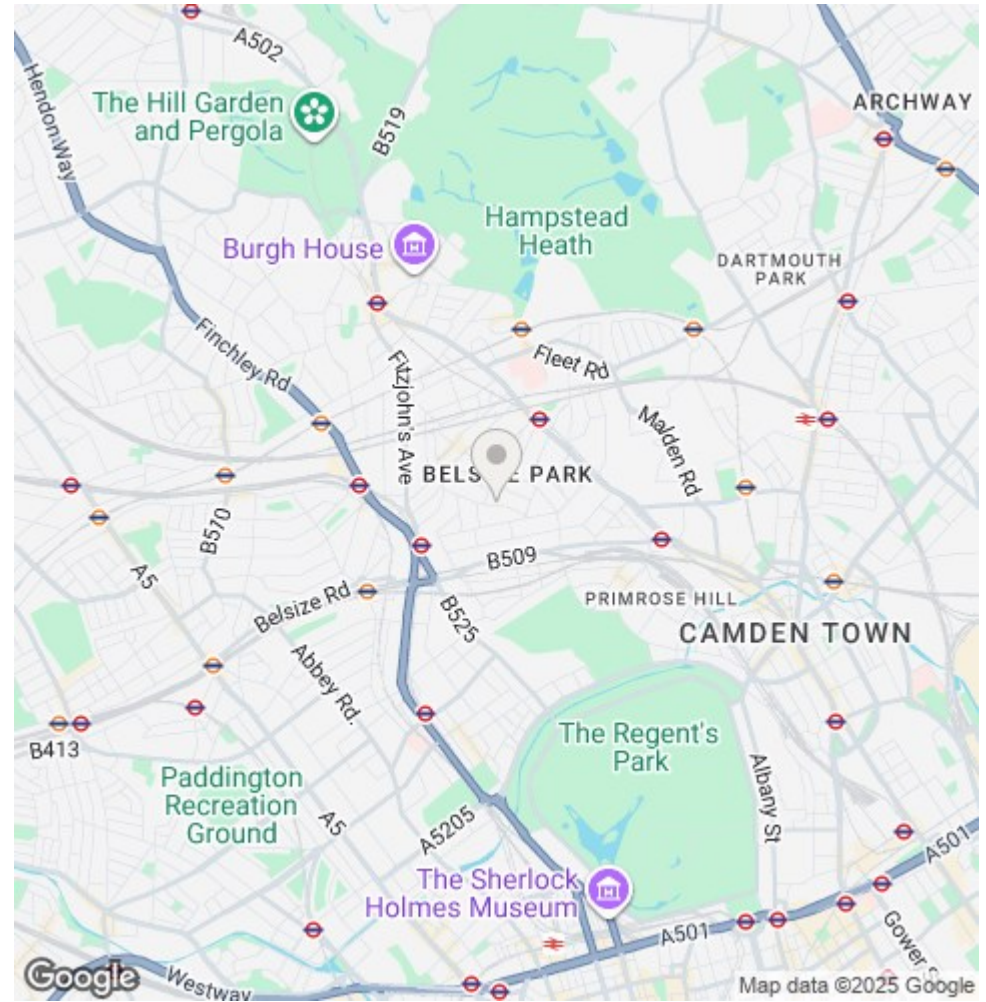 A502
Hendon Way
The Hill Garden
and Pergola
B519
ARCHWAY
Hampstead
Heath
Burgh House
DARTMOUTH
PARK
Finchley Rd
Fitzjohn's Ave
Fleet Rd
Malden Rd
BELS E PARK
B570
A5
B509
Belsize Rd
B525
PRIMROSE HILL
CAMDEN TOWN
Abbey Rd.
B413
The Regent's
Park
Albany St
Paddington
Recreation
Ground
A5
A5205
A501
The Sherlock
Holmes Museum
A501
Gower S
Westway
Google
Map data ©2025 Google